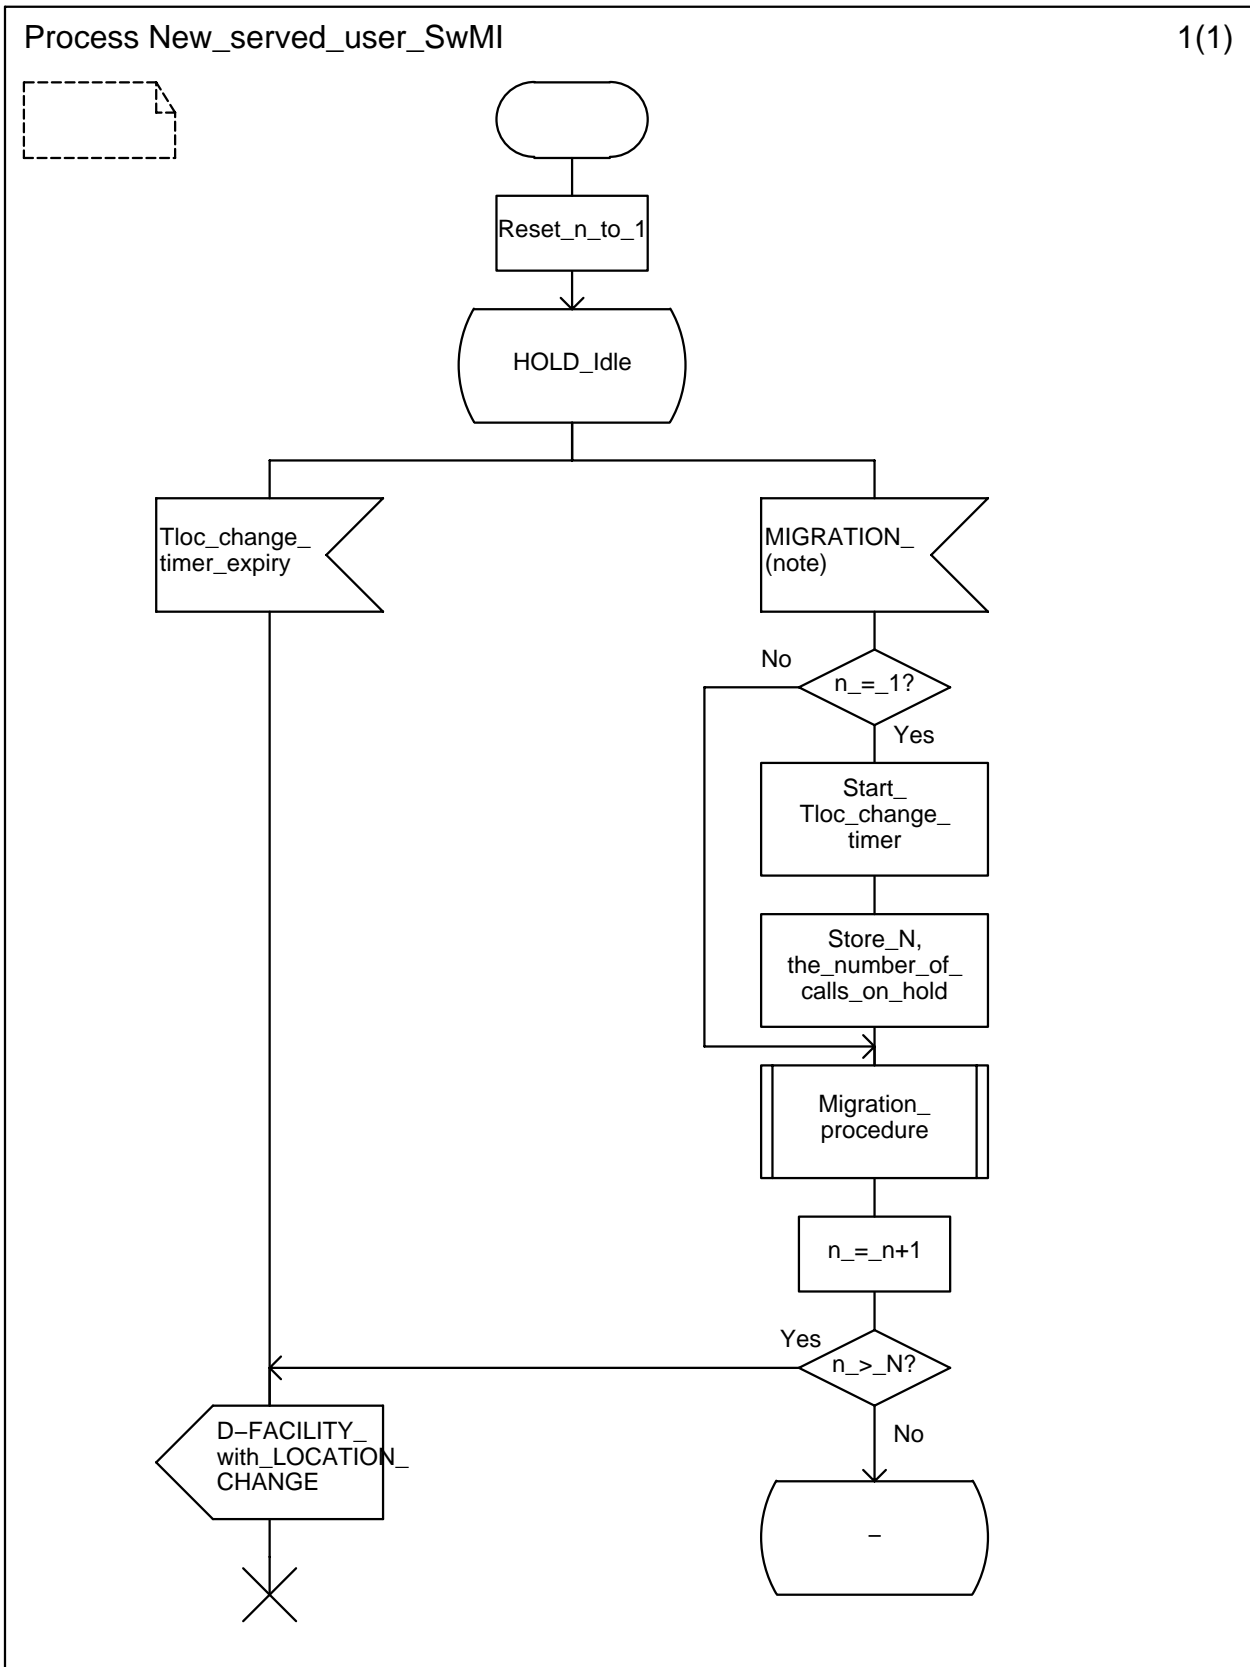 Process New_served_user_SwMI
1(1)
Reset_n_to_1
HOLD_Idle
Tloc_change_
timer_expiry
MIGRATION_
(note)
No
n_=_1?
Yes
Start_
Tloc_change_
timer
Store_N,
the_number_of_
calls_on_hold
Migration_
procedure
n_=_n+1
Yes
n_>_N?
No
D−FACILITY_
with_LOCATION_
CHANGE
−